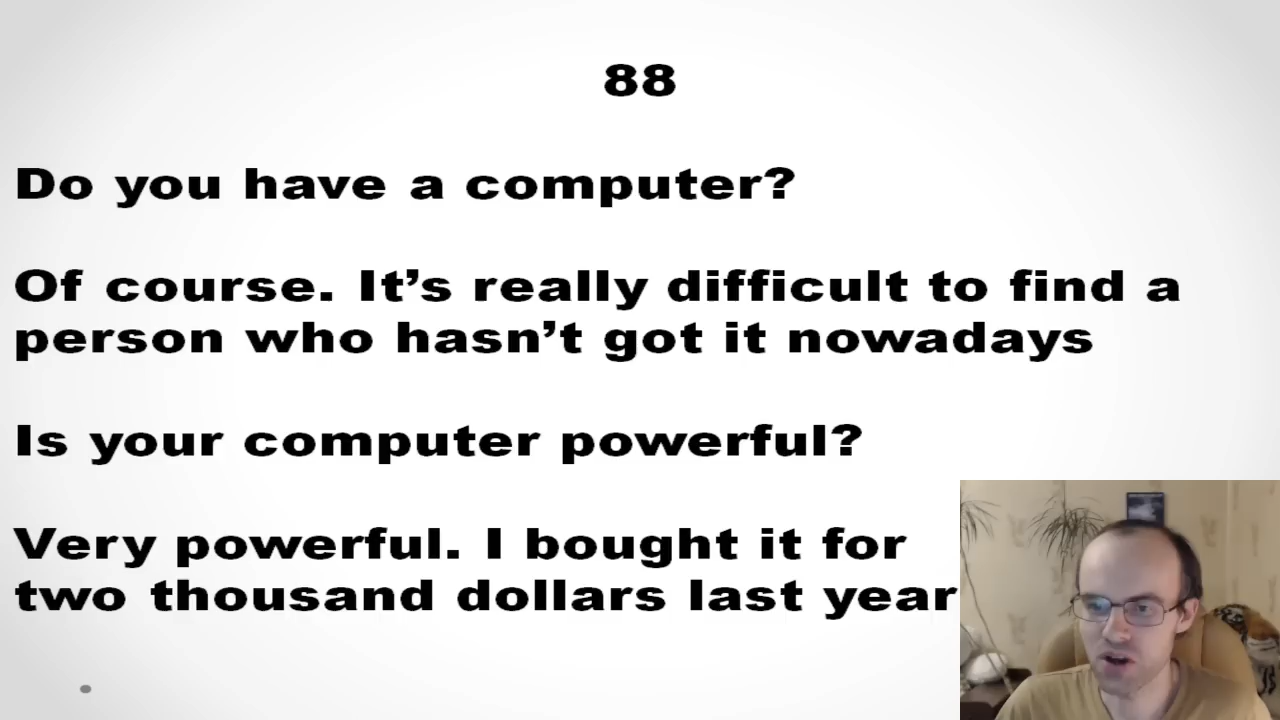 88
Do you have a computer?
Of course. It’s really difficult to find a
person who hasn’t got it nowadays
Is your computer powerful?
Very powerful. I bought it for
two thousand dollars last year